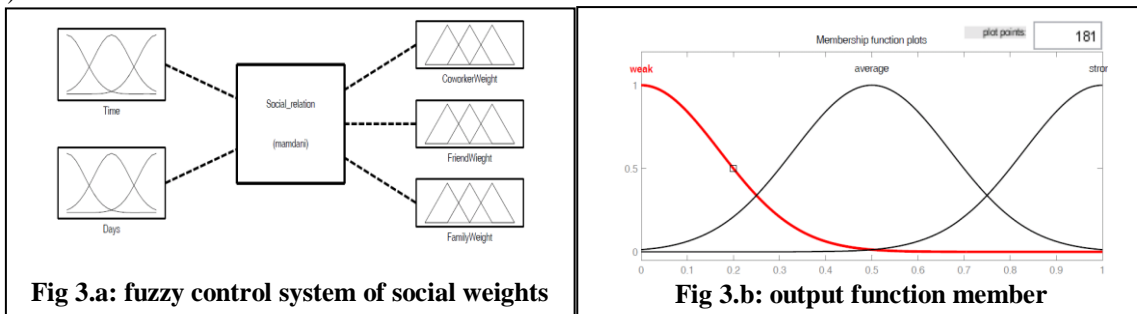 )
Time
Days
Social_relation
(mamdani)
CoworkerWeight
FriendWieght
FamilyWeight
Fig 3.a: fuzzy control system of social weights
Membership function plots
plot points:
181
weak
average
stror
1
0.5
0
0 0.1 0.2 0.3 0.4 0.5 0.6 0.7 0.8 0.9 1
Fig 3.b: output function member